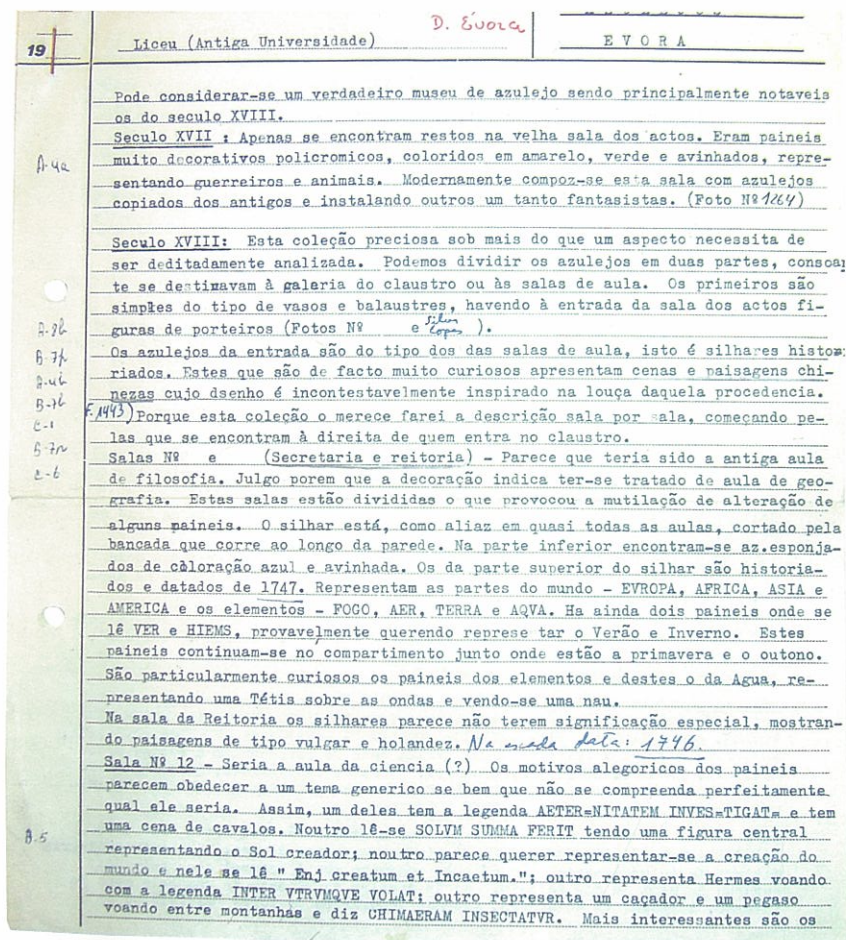 D. Évora
19
Liceu (Antiga Universidade)
EVORA
Pode considerar-se um verdadeiro museu de azulejo sendo principalmente notaveis
os do seculo XVIII.
Seculo XVII : Apenas se encontram restos na velha sala dos actos. Eram paineis
A-4a
muito decorativos policromicos, coloridos em amarelo, verde e avinhados, repre-
sentando guerreiros e animais. Modernamente compoz-se esta sala com azulejos
copiados dos antigos e instalando outros um tanto fantasistas. (Foto Nº 1264)
Seculo XVIII: Esta coleção preciosa sob mais do que um aspecto necessita de
ser deditadamente analizada. Podemos dividir os azulejos em duas partes, consoan
te se destinavam à galeria do claustro ou às salas de aula. Os primeiros são
simples do tipo de vasos e balaustres, havendo à entrada da sala dos actos fi-
guras de porteiros (Fotos Nº e Silva Lopes ).
A-8b
Os azulejos da entrada são do tipo dos das salas de aula, isto é silhares histo-
B-7p
riados. Estes que são de facto muito curiosos apresentam cenas e paisagens chi-
A-4b
nezas cujo dsenho é incontestavelmente inspirado na louça daquela procedencia.
B-7b
F.1443) Porque esta coleção o merece farei a descrição sala por sala, começando pe-
C-1
las que se encontram à direita de quem entra no claustro.
B-7n
Salas Nº e (Secretaria e reitoria) - Parece que teria sido a antiga aula
C-6
de filosofia. Julgo porem que a decoração indica ter-se tratado de aula de geo-
grafia. Estas salas estão divididas o que provocou a mutilação de alteração de
alguns paineis. O silhar está, como aliaz em quasi todas as aulas, cortado pela
bancada que corre ao longo da parede. Na parte inferior encontram-se az.esponja-
dos de coloração azul e avinhada. Os da parte superior do silhar são historia-
dos e datados de 1747. Representam as partes do mundo - EVROPA, AFRICA, ASIA e
AMERICA e os elementos - FOGO, AER, TERRA e AQVA. Ha ainda dois paineis onde se
lê VER e HIEMS, provavelmente querendo represe tar o Verão e Inverno. Estes
paineis continuam-se no compartimento junto onde estão a primavera e o outono.
São particularmente curiosos os paineis dos elementos e destes o da Agua, re-
presentando uma Tétis sobre as ondas e vendo-se uma nau.
Na sala da Reitoria os silhares parece não terem significação especial, mostran-
do paisagens de tipo vulgar e holandez. Na escada data: 1746.
Sala Nº 12 - Seria a aula da ciencia (?) Os motivos alegoricos dos paineis
parecem obedecer a um tema generico se bem que não se compreenda perfeitamente
qual ele seria. Assim, um deles tem a legenda AETER=NITATEM INVES=TIGAT= e tem
uma cena de cavalos. Noutro lê-se SOLVM SUMMA FERIT tendo uma figura central
A-5
representando o Sol creador; noutro parece querer representar-se a creação do
mundo e nele se lê " Enj creatum et Incaetum."; outro representa Hermes voando
com a legenda INTER VTRVMQVE VOLAT; outro representa um caçador e um pegaso
voando entre montanhas e diz CHIMAERAM INSECTATVR. Mais interessantes são os